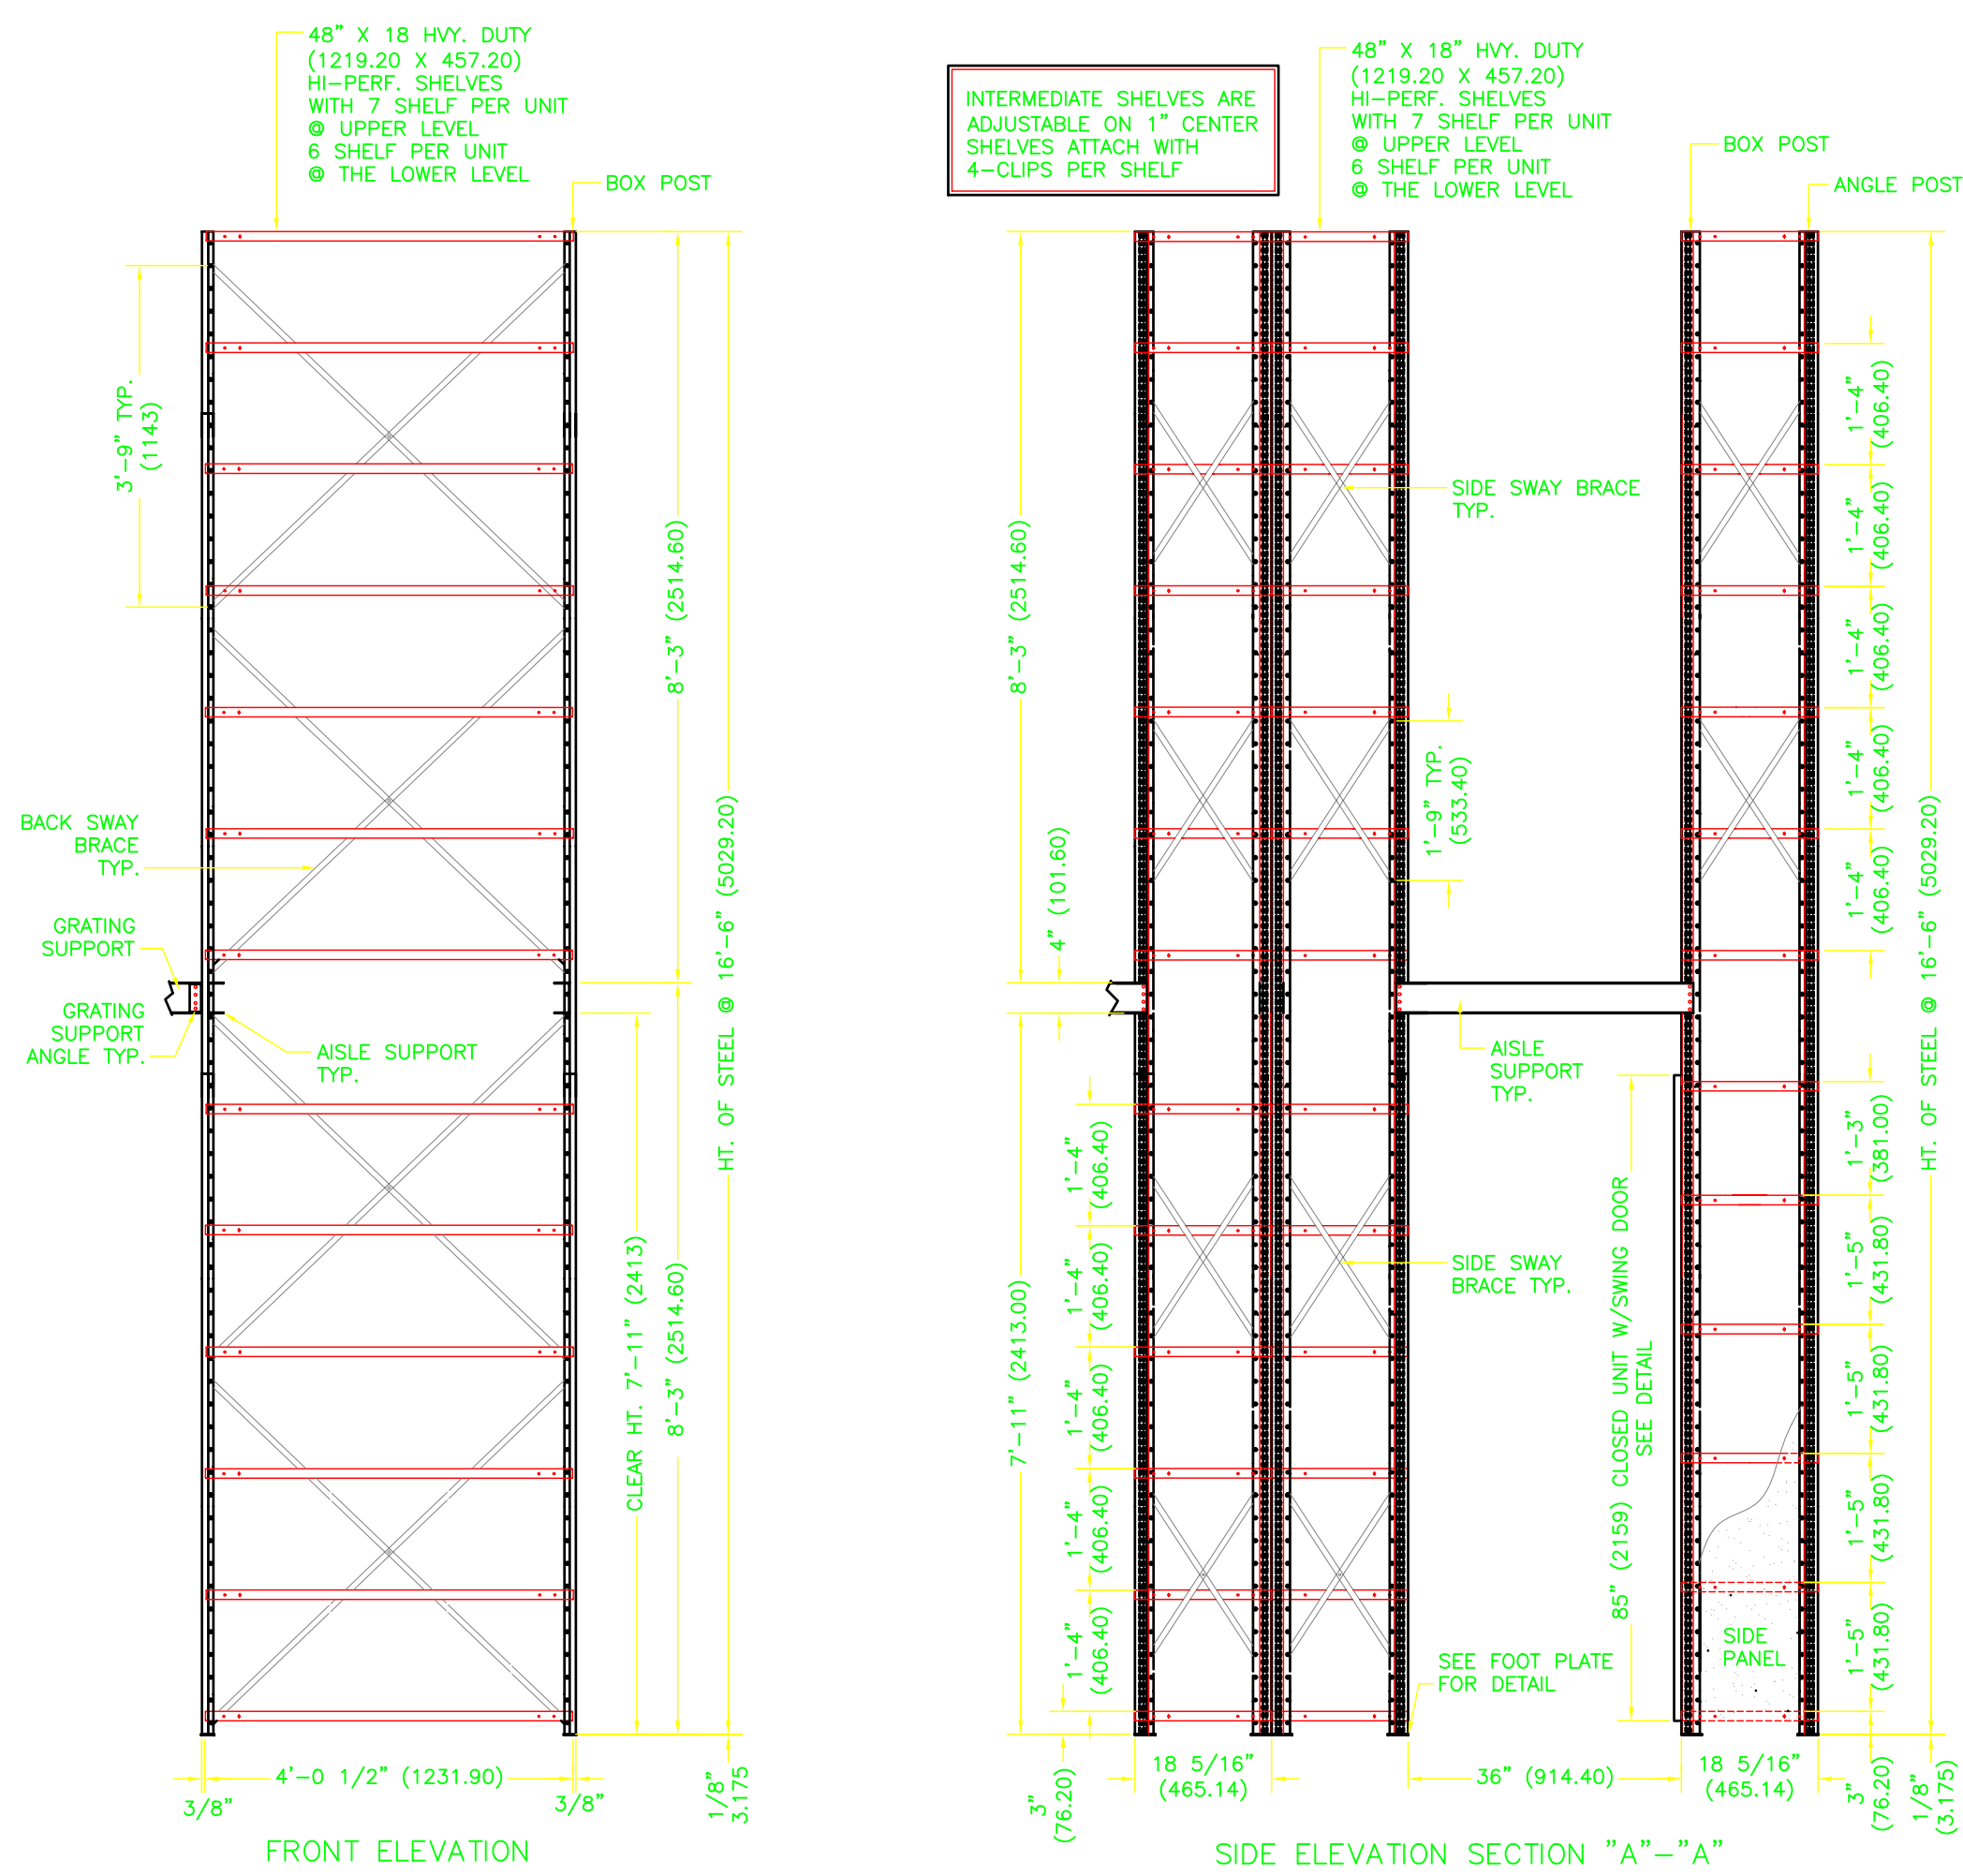 48" X 18 HVY. DUTY
(1219.20 X 457.20)
HI-PERF. SHELVES
WITH 7 SHELF PER UNIT
@ UPPER LEVEL
6 SHELF PER UNIT
@ THE LOWER LEVEL
BOX POST
3'-9" TYP.
(1143)
8'-3" (2514.60)
HT. OF STEEL @ 16'-6" (5029.20)
BACK SWAY
BRACE
TYP.
GRATING
SUPPORT
GRATING
SUPPORT
ANGLE TYP.
AISLE SUPPORT
TYP.
CLEAR HT. 7'-11" (2413)
8'-3" (2514.60)
4'-0 1/2" (1231.90)
3/8"
3/8"
1/8"
3.175
FRONT ELEVATION
INTERMEDIATE SHELVES ARE
ADJUSTABLE ON 1" CENTER
SHELVES ATTACH WITH
4-CLIPS PER SHELF
48" X 18" HVY. DUTY
(1219.20 X 457.20)
HI-PERF. SHELVES
WITH 7 SHELF PER UNIT
@ UPPER LEVEL
6 SHELF PER UNIT
@ THE LOWER LEVEL
BOX POST
ANGLE POST
8'-3" (2514.60)
SIDE SWAY BRACE
TYP.
1'-9" TYP.
(533.40)
4" (101.60)
1'-4"
(406.40)
1'-4"
(406.40)
1'-4"
(406.40)
1'-4"
(406.40)
1'-4"
(406.40)
HT. OF STEEL @ 16'-6" (5029.20)
AISLE
SUPPORT
TYP.
7'-11" (2413.00)
1'-4"
(406.40)
1'-4"
(406.40)
1'-4"
(406.40)
1'-4"
(406.40)
1'-4"
(406.40)
SIDE SWAY
BRACE TYP.
85" (2159) CLOSED UNIT W/SWING DOOR
SEE DETAIL
1'-3"
(381.00)
1'-5"
(431.80)
1'-5"
(431.80)
1'-5"
(431.80)
1'-5"
(431.80)
SIDE
PANEL
SEE FOOT PLATE
FOR DETAIL
3"
(76.20)
18 5/16"
(465.14)
36" (914.40)
18 5/16"
(465.14)
3"
(76.20)
1/8"
(3.175)
SIDE ELEVATION SECTION "A"-"A"